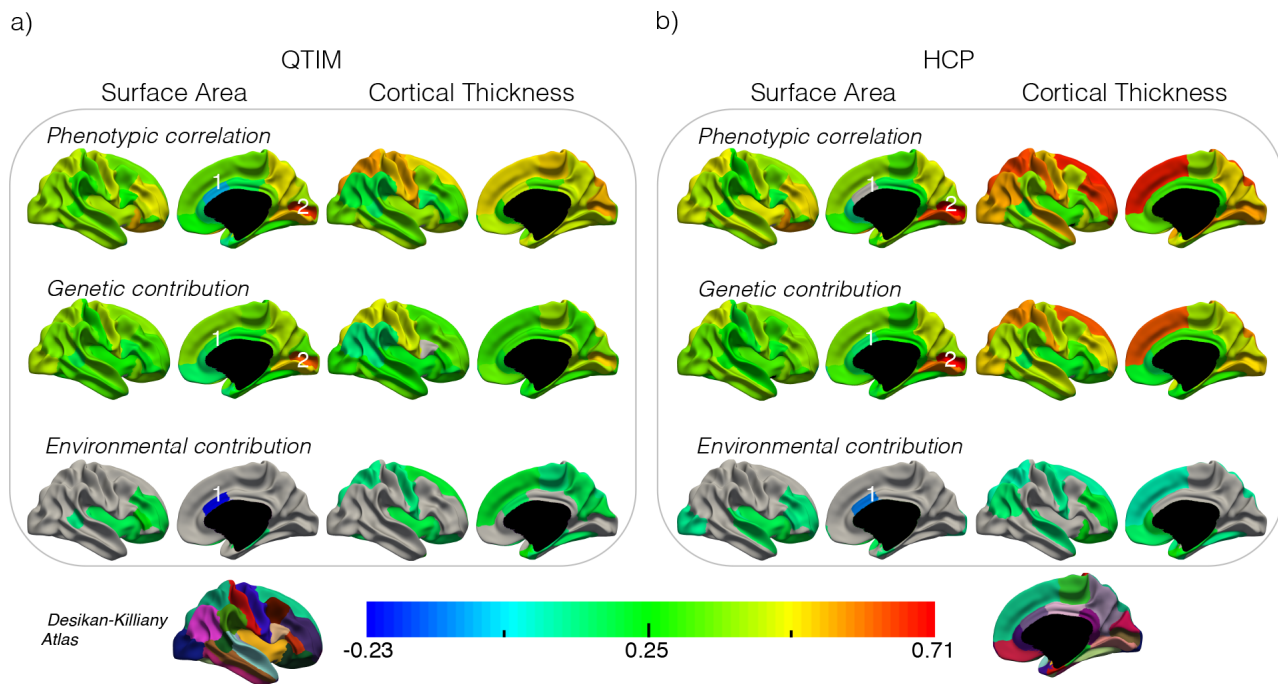 a)
b)
QTIM
HCP
Surface Area
Cortical Thickness
Surface Area
Cortical Thickness
Phenotypic correlation
Phenotypic correlation
1
2
1
2
Genetic contribution
Genetic contribution
1
2
1
2
Environmental contribution
Environmental contribution
1
1
Desikan-Killiany
Atlas
-0.23
0.25
0.71